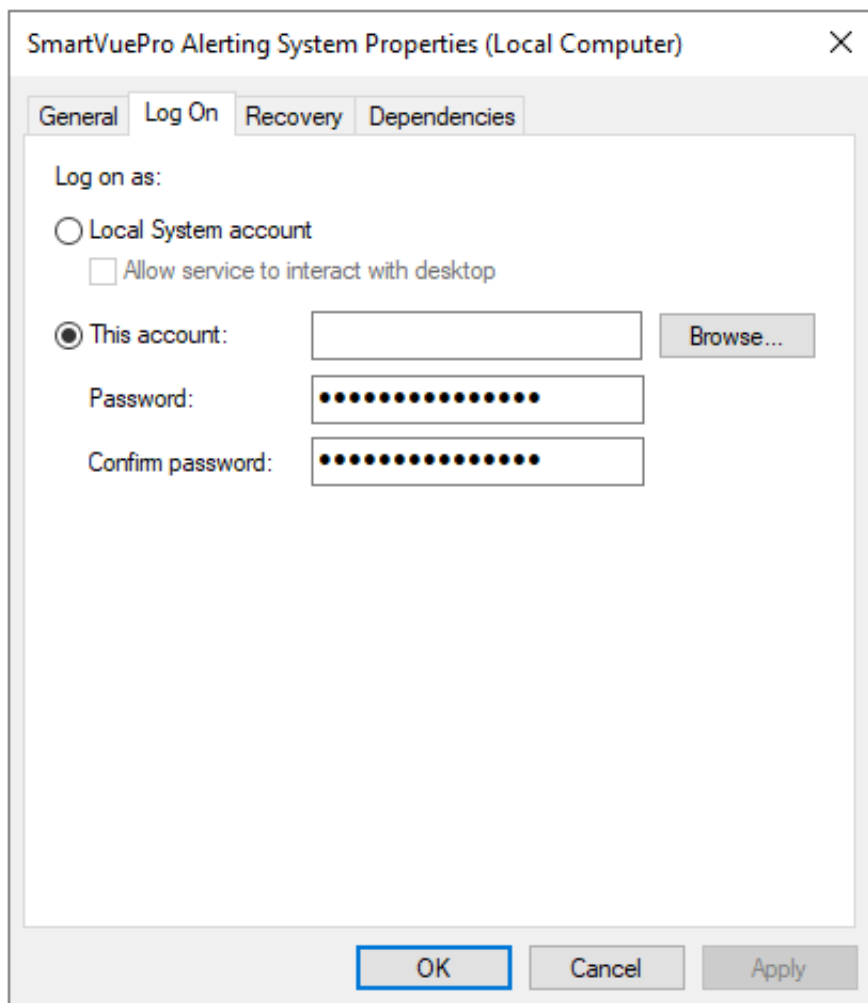 SmartVuePro Alerting System Properties (Local Computer)
General Log On Recovery Dependencies
Log on as:
Local System account
Allow service to interact with desktop
This account: Browse...
Password: •••••••••••••••
Confirm password: •••••••••••••••
OK Cancel Apply